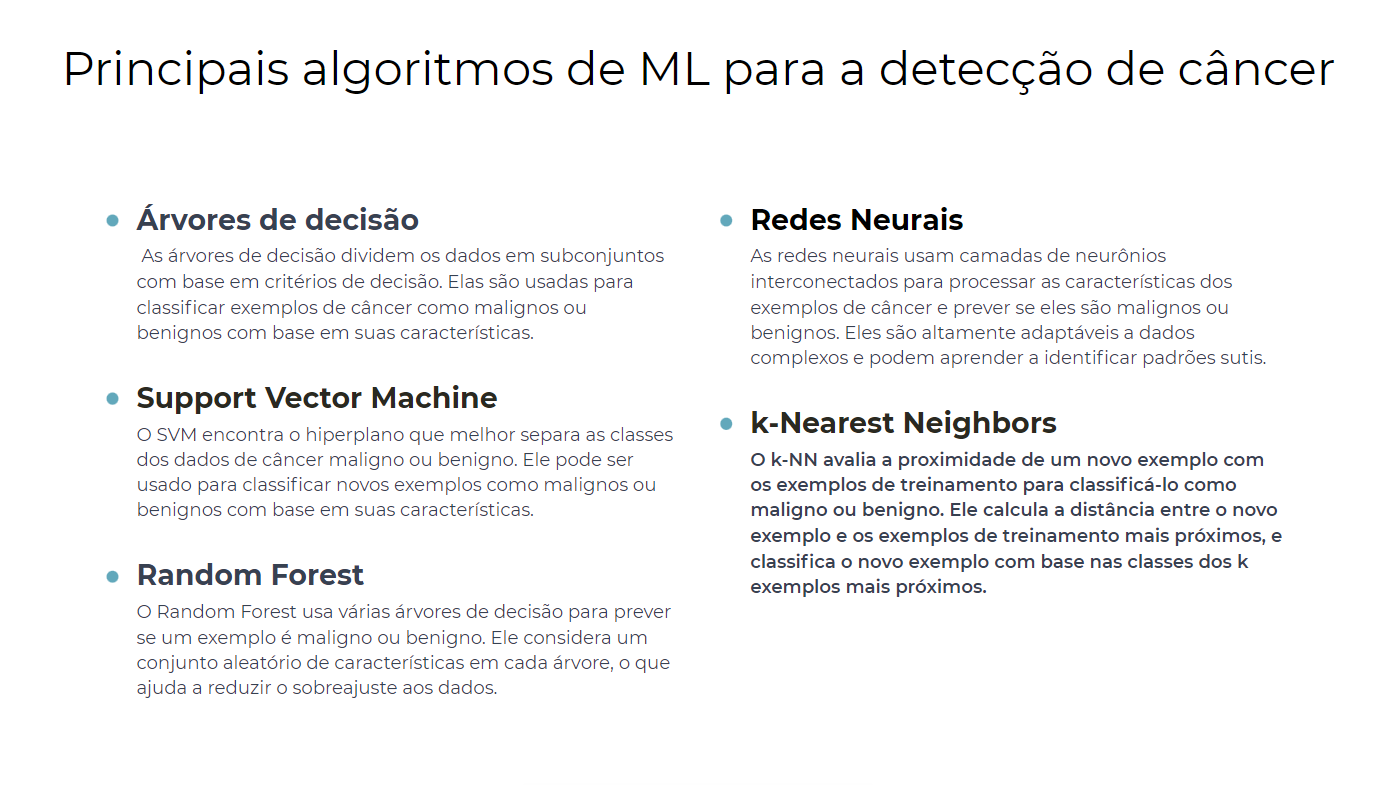 Principais algoritmos de ML para a detecção de câncer
Árvores de decisão
As árvores de decisão dividem os dados em subconjuntos
com base em critérios de decisão. Elas são usadas para
classificar exemplos de câncer como malignos ou
benignos com base em suas características.
Support Vector Machine
O SVM encontra o hiperplano que melhor separa as classes
dos dados de câncer maligno ou benigno. Ele pode ser
usado para classificar novos exemplos como malignos ou
benignos com base em suas características.
Random Forest
O Random Forest usa várias árvores de decisão para prever
se um exemplo é maligno ou benigno. Ele considera um
conjunto aleatório de características em cada árvore, o que
ajuda a reduzir o sobreajuste aos dados.
Redes Neurais
As redes neurais usam camadas de neurônios
interconectados para processar as características dos
exemplos de câncer e prever se eles são malignos ou
benignos. Eles são altamente adaptáveis a dados
complexos e podem aprender a identificar padrões sutis.
k-Nearest Neighbors
O k-NN avalia a proximidade de um novo exemplo com
os exemplos de treinamento para classificá-lo como
maligno ou benigno. Ele calcula a distância entre o novo
exemplo e os exemplos de treinamento mais próximos, e
classifica o novo exemplo com base nas classes dos k
exemplos mais próximos.